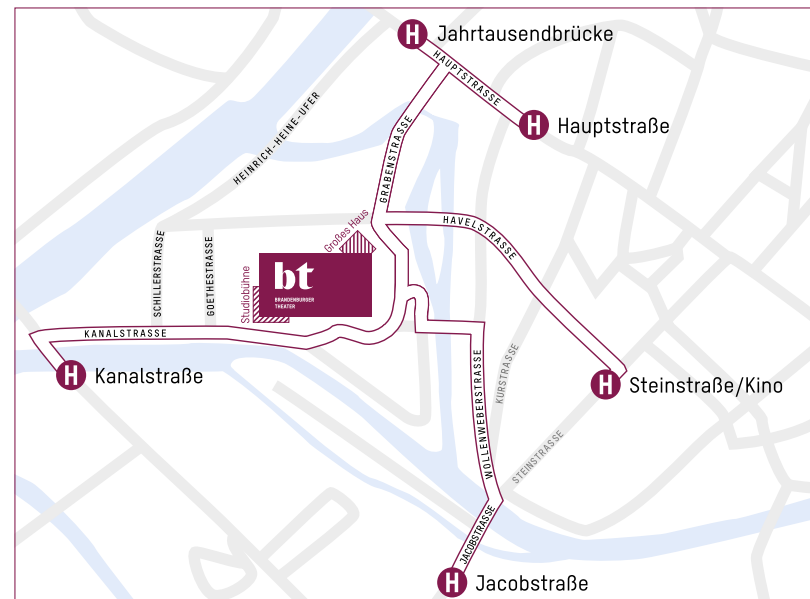 H Jahrtausendbrücke
HAUPTSTRASSE
H Hauptstraße
HEINRICH-HEINE-UFER
GRABENSTRASSE
HAVELSTRASSE
Großes Haus
SCHILLERSTRASSE
GOETHESTRASSE
Studiobühne
bt
BRANDENBURGER
THEATER
KANALSTRASSE
H Kanalstraße
KURSTRASSE
H Steinstraße/Kino
WOLLENWEBERSTRASSE
STEINSTRASSE
JACOBSTRASSE
H Jacobstraße